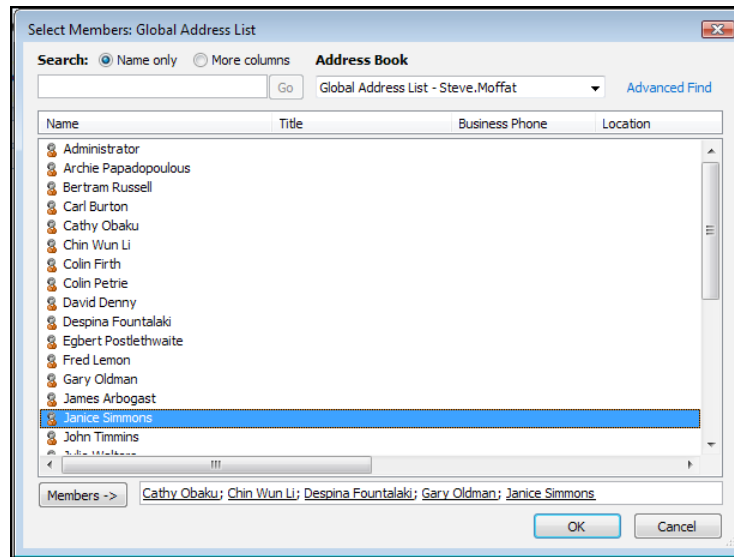 Select Members: Global Address List
Search: Name only More columns Address Book
Go Global Address List - Steve.Moffat Advanced Find
Name Title Business Phone Location
Administrator
Archie Papadopoulous
Bertram Russell
Carl Burton
Cathy Obaku
Chin Wun Li
Colin Firth
Colin Petrie
David Denny
Despina Fountalaki
Egbert Postlethwaite
Fred Lemon
Gary Oldman
James Arbogast
Janice Simmons
John Timmins
Members -> Cathy Obaku; Chin Wun Li; Despina Fountalaki; Gary Oldman; Janice Simmons
OK Cancel